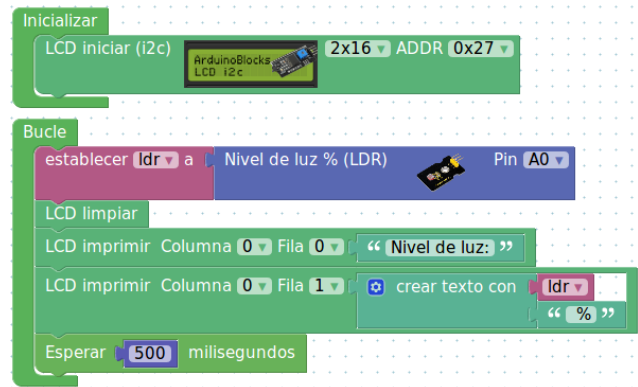 Inicializar
LCD iniciar (i2c) ArduinoBlocks LCD i2c 2x16 ADDR 0x27
Bucle
establecer ldr a Nivel de luz % (LDR) Pin A0
LCD limpiar
LCD imprimir Columna 0 Fila 0 “ Nivel de luz: ”
LCD imprimir Columna 0 Fila 1 crear texto con ldr
“ % ”
Esperar 500 milisegundos